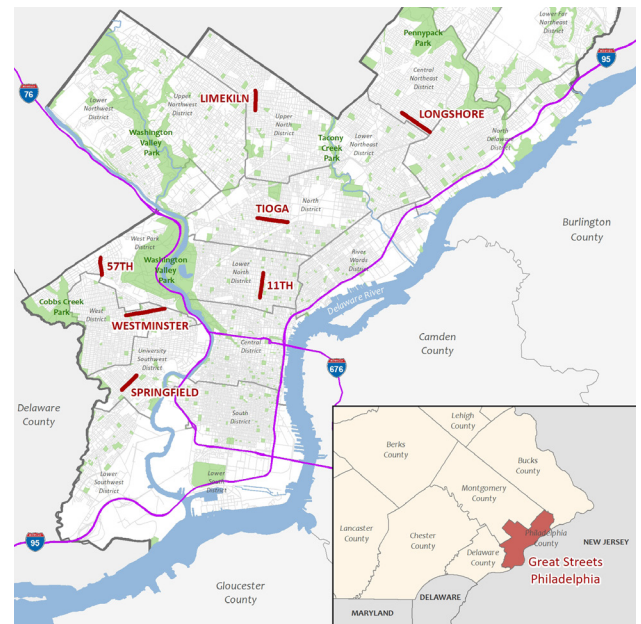 Pennypack
Park
Lower Far
Northeast
District
95
76
Central
Northeast
District
Lower
Northwest
District
Upper
Northwest
District
LIMEKILN
LONGSHORE
Washington
Valley
Park
Upper
North
District
Tacony
Creek
Park
Lower
Northeast
District
North
Delaware
District
TIOGA
North
District
Burlington
County
West Park
District
57TH
Washington
Valley
Park
Lower
North
District
11TH
River
Wards
District
Cobbs Creek
Park
West
District
WESTMINSTER
Delaware River
Central
District
Camden
County
University
Southwest
District
676
SPRINGFIELD
Delaware
County
South
District
Lower
Southwest
District
Lower
South
District
95
Gloucester
County
Lehigh
County
Berks
County
Bucks
County
Montgomery
County
Lancaster
County
Chester
County
Delaware
County
Philadelphia
County
NEW JERSEY
Great Streets
Philadelphia
DELAWARE
MARYLAND